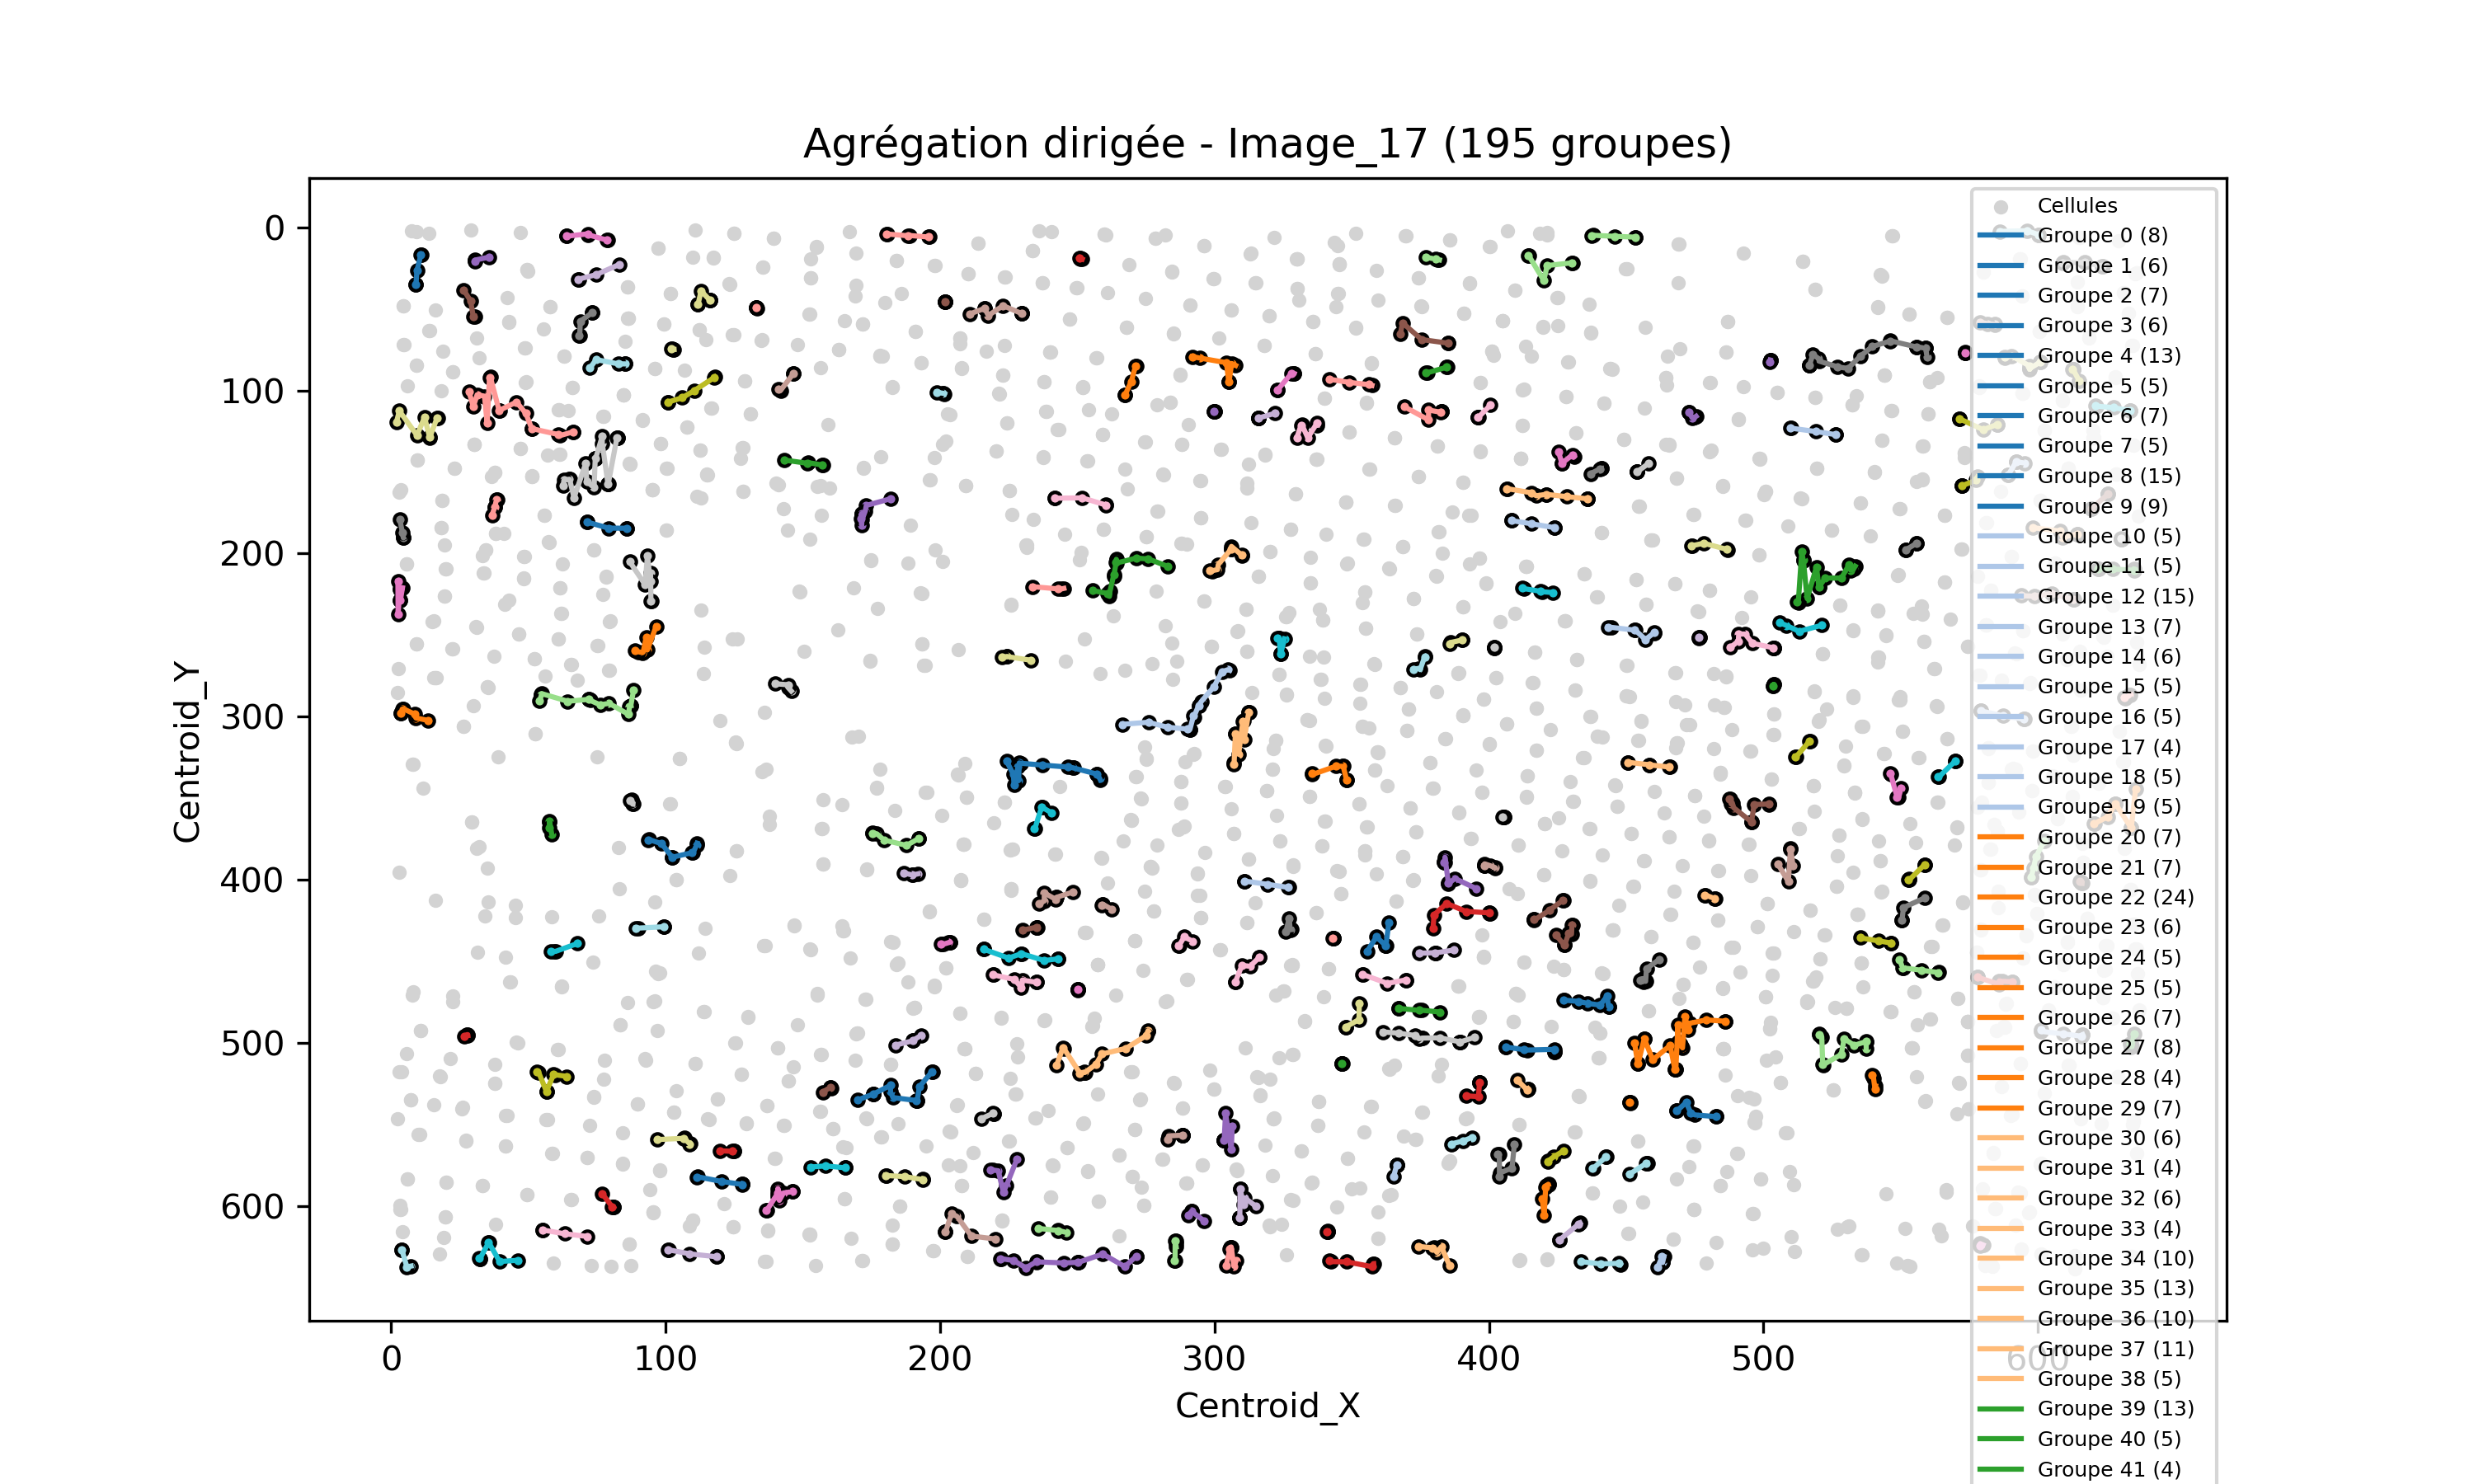 Agrégation dirigée - Image_17 (195 groupes)
Centroid_Y
0
100
200
300
400
500
600
0
100
200
300
400
500
600
Centroid_X
Cellules
Groupe 0 (8)
Groupe 1 (6)
Groupe 2 (7)
Groupe 3 (6)
Groupe 4 (13)
Groupe 5 (5)
Groupe 6 (7)
Groupe 7 (5)
Groupe 8 (15)
Groupe 9 (9)
Groupe 10 (5)
Groupe 11 (5)
Groupe 12 (15)
Groupe 13 (7)
Groupe 14 (6)
Groupe 15 (5)
Groupe 16 (5)
Groupe 17 (4)
Groupe 18 (5)
Groupe 19 (5)
Groupe 20 (7)
Groupe 21 (7)
Groupe 22 (24)
Groupe 23 (6)
Groupe 24 (5)
Groupe 25 (5)
Groupe 26 (7)
Groupe 27 (8)
Groupe 28 (4)
Groupe 29 (7)
Groupe 30 (6)
Groupe 31 (4)
Groupe 32 (6)
Groupe 33 (4)
Groupe 34 (10)
Groupe 35 (13)
Groupe 36 (10)
Groupe 37 (11)
Groupe 38 (5)
Groupe 39 (13)
Groupe 40 (5)
Groupe 41 (4)